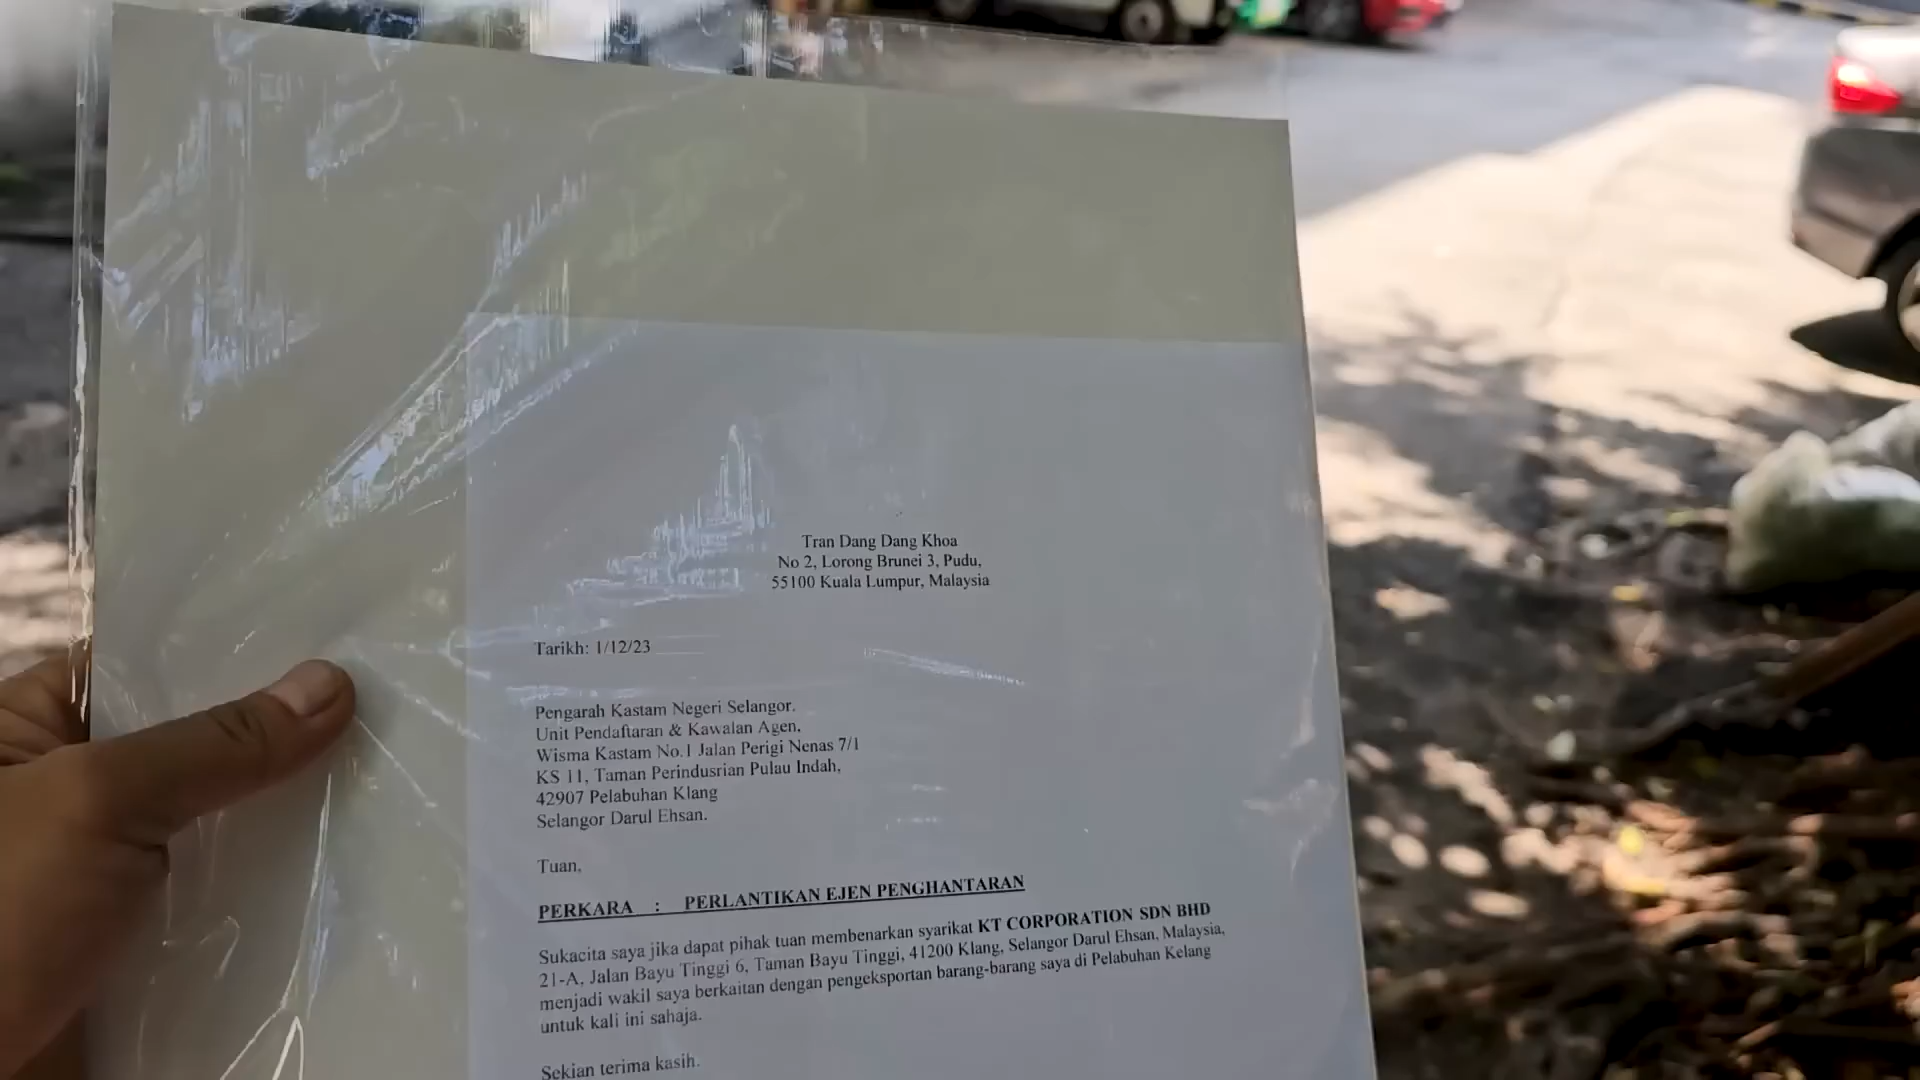 Tran Dang Dang Khoa
No 2, Lorong Brunei 3, Pudu,
55100 Kuala Lumpur, Malaysia
Tarikh: 1/12/23
Pengarah Kastam Negeri Selangor.
Unit Pendaftaran & Kawalan Agen,
Wisma Kastam No.1 Jalan Perigi Nenas 7/1
KS 11, Taman Perindusrian Pulau Indah,
42907 Pelabuhan Klang
Selangor Darul Ehsan.
Tuan,
PERKARA : PERLANTIKAN EJEN PENGHANTARAN
Sukacita saya jika dapat pihak tuan membenarkan syarikat KT CORPORATION SDN BHD
21-A, Jalan Bayu Tinggi 6, Taman Bayu Tinggi, 41200 Klang, Selangor Darul Ehsan, Malaysia,
menjadi wakil saya berkaitan dengan pengeksportan barang-barang saya di Pelabuhan Kelang
untuk kali ini sahaja.
Sekian terima kasih.